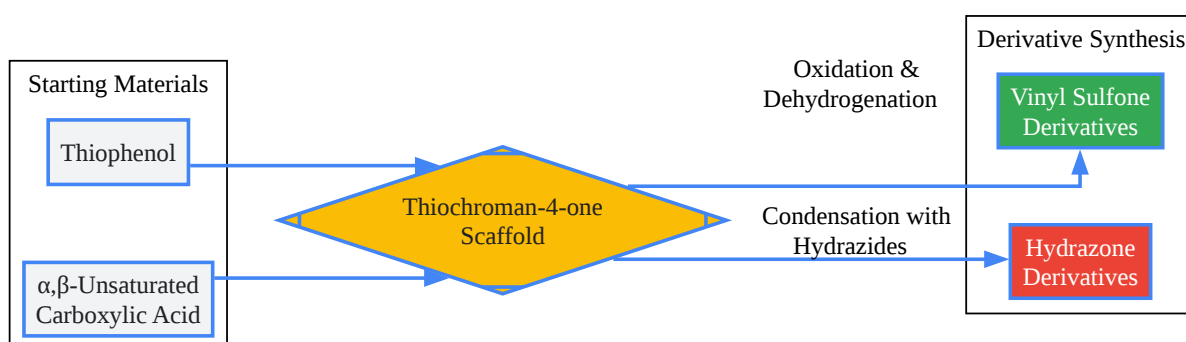 Starting Materials
Thiophenol
α,β-Unsaturated
Carboxylic Acid
Thiochroman-4-one
Scaffold
Oxidation &
Dehydrogenation
Condensation with
Hydrazides
Derivative Synthesis
Vinyl Sulfone
Derivatives
Hydrazone
Derivatives